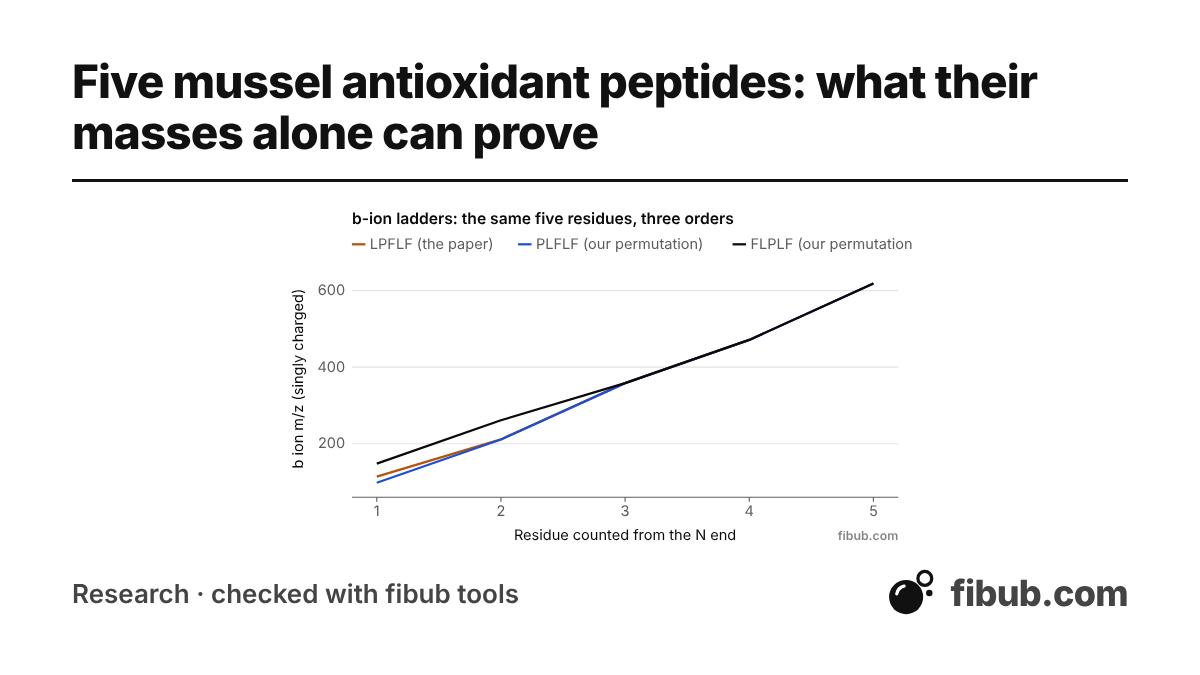 Five mussel antioxidant peptides: what their
masses alone can prove
b-ion ladders: the same five residues, three orders
LPFLF (the paper) PLFLF (our permutation) FLPLF (our permutation
b ion m/z (singly charged)
600
400
200
1 2 3 4 5
Residue counted from the N end
fibub.com
Research · checked with fibub tools
fibub.com